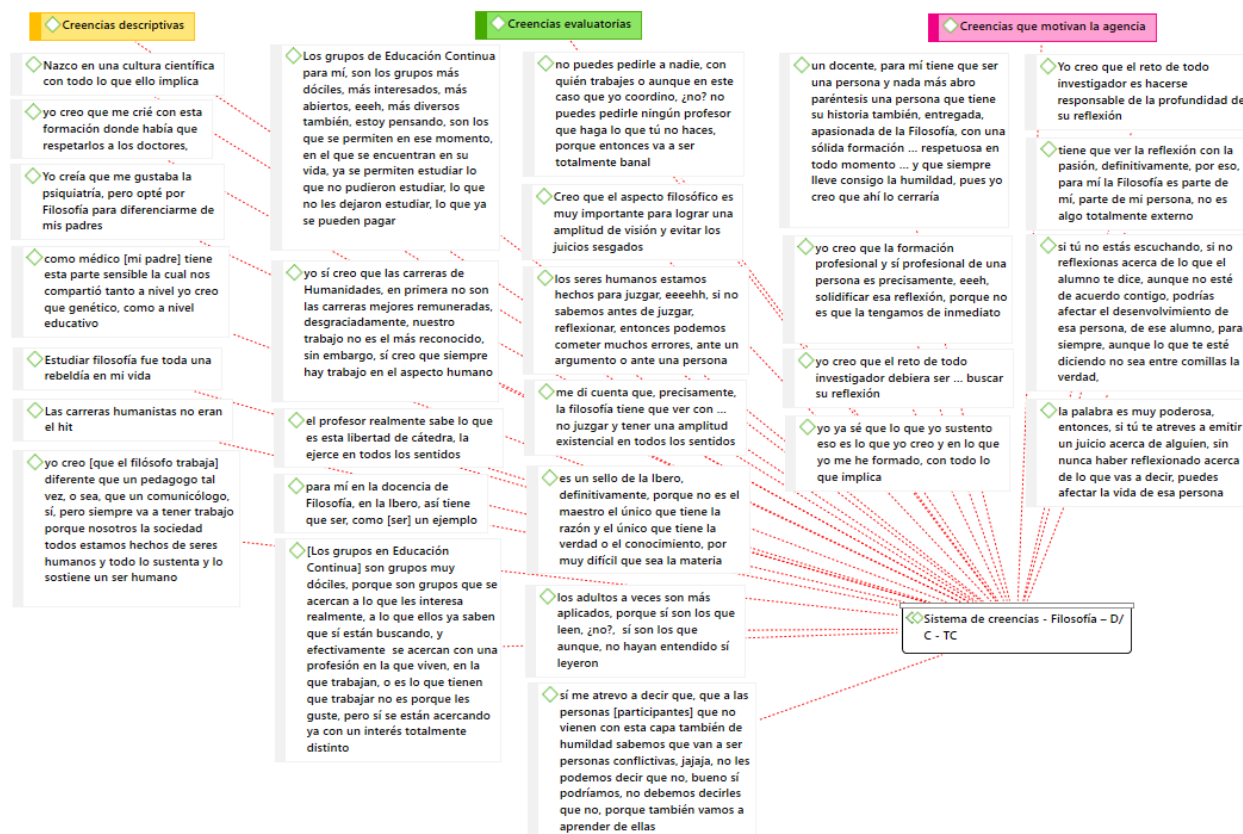 Creencias descriptivas
Nazco en una cultura científica
con todo lo que ello implica
yo creo que me crié con esta
formación donde había que
respetarlos a los doctores,
Yo creía que me gustaba la
psiquiatría, pero opté por
Filosofía para diferenciarme de
mis padres
como médico [mi padre] tiene
esta parte sensible la cual nos
compartió tanto a nivel yo creo
que genético, como a nivel
educativo
Estudiar filosofía fue toda una
rebeldía en mi vida
Las carreras humanistas no eran
el hit
yo creo [que el filósofo trabaja]
diferente que un pedagogo tal
vez, o sea, que un comunicólogo,
sí, pero siempre va a tener trabajo
porque nosotros la sociedad
todos estamos hechos de seres
humanos y todo lo sustenta y lo
sostiene un ser humano
Creencias evaluatorias
Los grupos de Educación Continua
para mí, son los grupos más
dóciles, más interesados, más
abiertos, eeeh, más diversos
también, estoy pensando, son los
que se permiten en ese momento,
en el que se encuentran en su
vida, ya se permiten estudiar lo
que no pudieron estudiar, lo que
no les dejaron estudiar, lo que ya
se pueden pagar
yo sí creo que las carreras de
Humanidades, en primera no son
las carreras mejores remuneradas,
desgraciadamente, nuestro
trabajo no es el más reconocido,
sin embargo, sí creo que siempre
hay trabajo en el aspecto humano
el profesor realmente sabe lo que
es esta libertad de cátedra, la
ejerce en todos los sentidos
para mí en la docencia de
Filosofía, en la Ibero, así tiene
que ser, como [ser] un ejemplo
[Los grupos en Educación
Continua] son grupos muy
dóciles, porque son grupos que se
acercan a lo que les interesa
realmente, a lo que ellos ya saben
que sí están buscando, y
efectivamente se acercan con una
profesión en la que viven, en la
que trabajan, o es lo que tienen
que trabajar no es porque les
guste, pero sí se están acercando
ya con un interés totalmente
distinto
no puedes pedirle a nadie, con
quién trabajes o aunque en este
caso que yo coordino, ¿no? no
puedes pedirle ningún profesor
que haga lo que tú no haces,
porque entonces va a ser
totalmente banal
Creo que el aspecto filosófico es
muy importante para lograr una
amplitud de visión y evitar los
juicios sesgados
los seres humanos estamos
hechos para juzgar, eeeehh, si no
sabemos antes de juzgar,
reflexionar, entonces podemos
cometer muchos errores, ante un
argumento o ante una persona
me di cuenta que, precisamente,
la filosofía tiene que ver con ...
no juzgar y tener una amplitud
existencial en todos los sentidos
es un sello de la Ibero,
definitivamente, porque no es el
maestro el único que tiene la
razón y el único que tiene la
verdad o el conocimiento, por
muy difícil que sea la materia
los adultos a veces son más
aplicados, porque sí son los que
leen, ¿no?, sí son los que
aunque, no hayan entendido sí
leyeron
sí me atrevo a decir que, que a las
personas [participantes] que no
vienen con esta capa también de
humildad sabemos que van a ser
personas conflictivas, jajaja, no les
podemos decir que no, bueno sí
podríamos, no debemos decirles
que no, porque también vamos a
aprender de ellas
Creencias que motivan la agencia
un docente, para mí tiene que ser
una persona y nada más abro
paréntesis una persona que tiene
su historia también, entregada,
apasionada de la Filosofía, con una
sólida formación ... respetuosa en
todo momento ... y que siempre
lleve consigo la humildad, pues yo
creo que ahí lo cerraría
yo creo que la formación
profesional y sí profesional de una
persona es precisamente, eeeh,
solidificar esa reflexión, porque no
es que la tengamos de inmediato
yo creo que el reto de todo
investigador debiera ser ... buscar
su reflexión
yo ya sé que lo que yo sustento
eso es lo que yo creo y en lo que
yo me he formado, con todo lo
que implica
Yo creo que el reto de todo
investigador es hacerse
responsable de la profundidad de
su reflexión
tiene que ver la reflexión con la
pasión, definitivamente, por eso,
para mí la Filosofía es parte de
mí, parte de mi persona, no es
algo totalmente externo
si tú no estás escuchando, si no
reflexionas acerca de lo que el
alumno te dice, aunque no esté
de acuerdo contigo, podrías
afectar el desenvolvimiento de
esa persona, de ese alumno, para
siempre, aunque lo que te esté
diciendo no sea entre comillas la
verdad,
la palabra es muy poderosa,
entonces, si tú te atreves a emitir
un juicio acerca de alguien, sin
nunca haber reflexionado acerca
de lo que vas a decir, puedes
afectar la vida de esa persona
Sistema de creencias - Filosofía – D/
C - TC